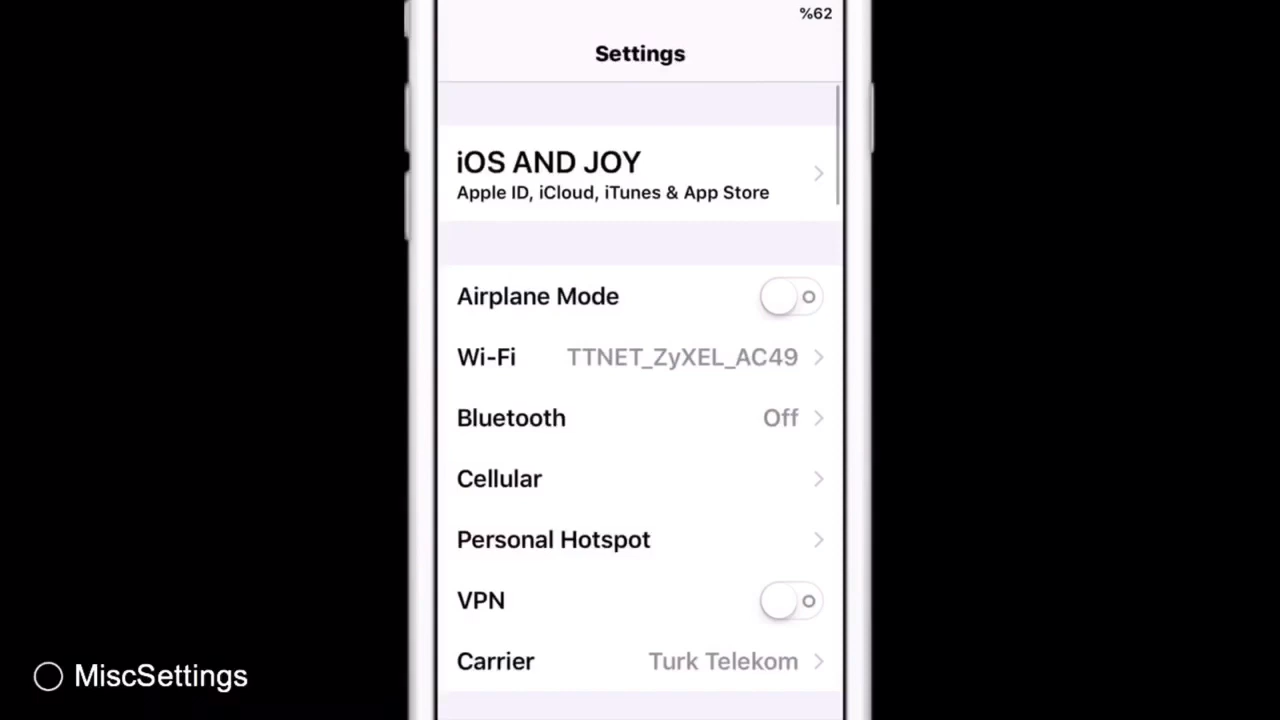 %62
Settings
iOS AND JOY
Apple ID, iCloud, iTunes & App Store
Airplane Mode
Wi-Fi TTNET_ZyXEL_AC49
Bluetooth Off
Cellular
Personal Hotspot
VPN
Carrier Turk Telekom
MiscSettings